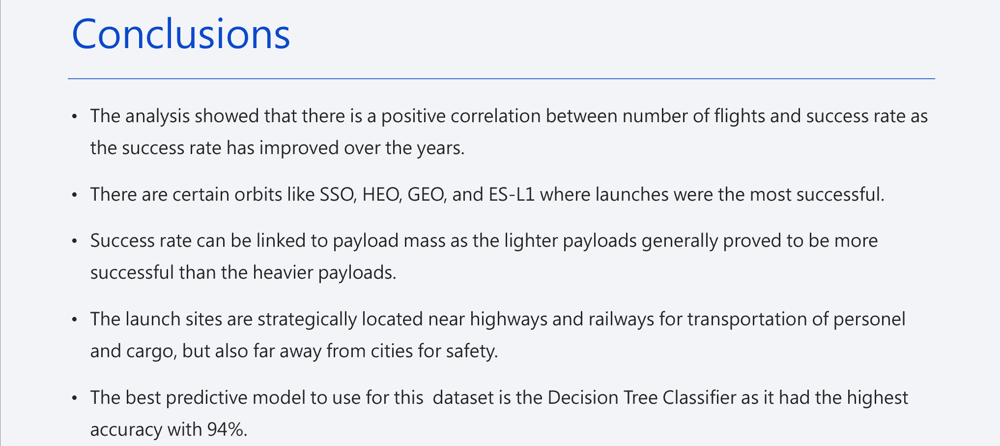 Conclusions
• The analysis showed that there is a positive correlation between number of flights and success rate as
the success rate has improved over the years.
• There are certain orbits like SSO, HEO, GEO, and ES-L1 where launches were the most successful.
• Success rate can be linked to payload mass as the lighter payloads generally proved to be more
successful than the heavier payloads.
• The launch sites are strategically located near highways and railways for transportation of personel
and cargo, but also far away from cities for safety.
• The best predictive model to use for this  dataset is the Decision Tree Classifier as it had the highest
accuracy with 94%.